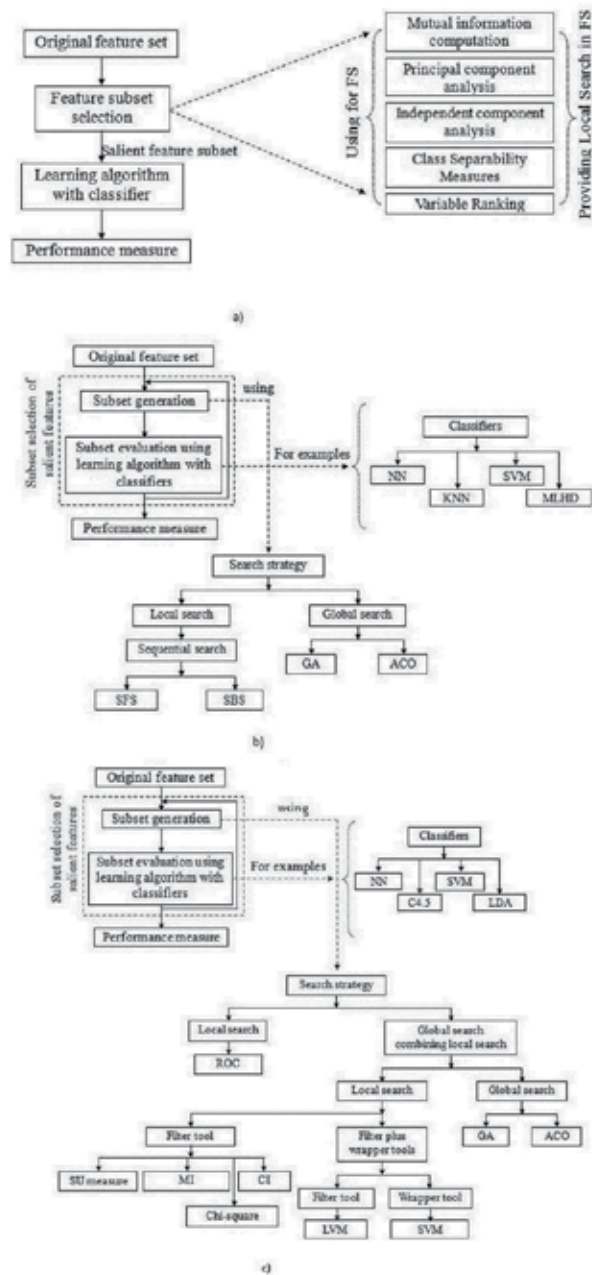 Original feature set
Feature subset
selection
Salient feature subset
Learning algorithm
with classifier
Performance measure
Using for FS
Mutual information
computation
Principal component
analysis
Independent component
analysis
Class Separability
Measures
Variable Ranking
Providing Local Search in FS
a)
Original feature set
Subset selection of
salient features
Subset generation
using
Subset evaluation using
learning algorithm with
classifiers
For examples
Performance measure
Classifiers
NN
SVM
KNN
MLHD
Search strategy
Local search
Global search
Sequential search
GA
ACO
SFS
SBS
b)
Original feature set
Subset selection of
salient features
Subset generation
using
Subset evaluation using
learning algorithm with
classifiers
For examples
Performance measure
Classifiers
NN
SVM
C4.5
LDA
Search strategy
Local search
Global search
combining local search
ROC
Local search
Global search
Filter tool
Filter plus
wrapper tools
GA
ACO
SU measure
MI
CI
Chi-square
Filter tool
Wrapper tool
LVM
SVM
c)